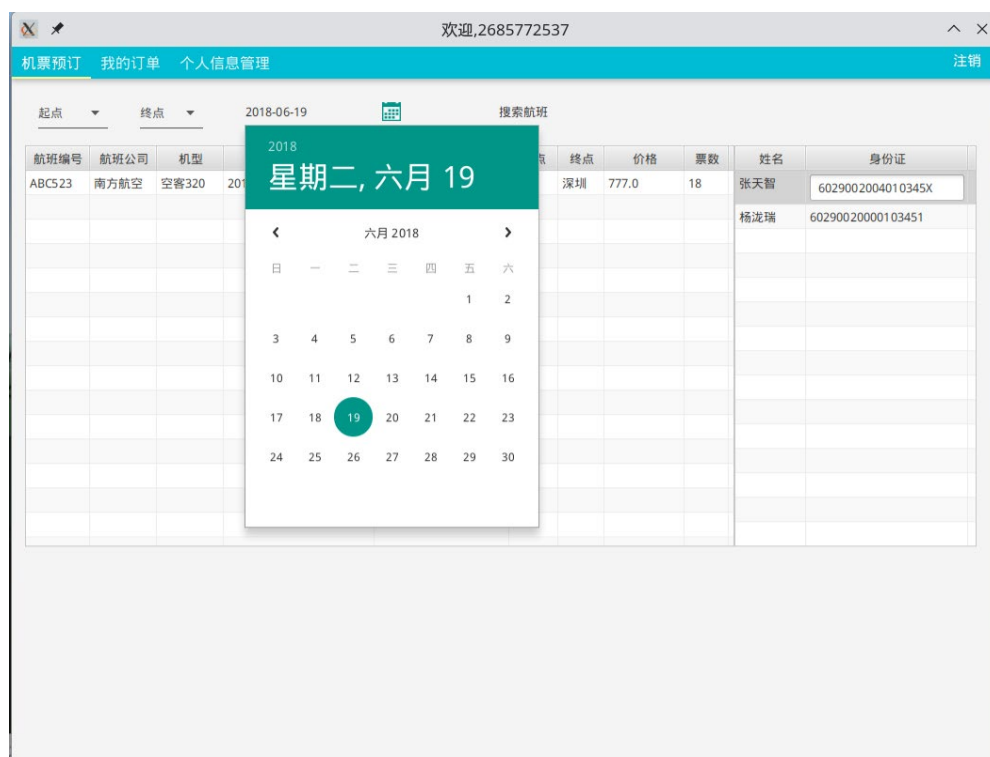 欢迎,2685772537
机票预订 我的订单 个人信息管理 注销
起点 终点 2018-06-19 搜索航班
航班编号 航班公司 机型 终点 价格 票数 姓名 身份证
ABC523 南方航空 空客320 201 深圳 777.0 18 张天智 6029002004010345X
杨泷瑞 60290020000103451
2018
星期二, 六月 19
六月 2018
日 一 二 三 四 五 六
1 2
3 4 5 6 7 8 9
10 11 12 13 14 15 16
17 18 19 20 21 22 23
24 25 26 27 28 29 30